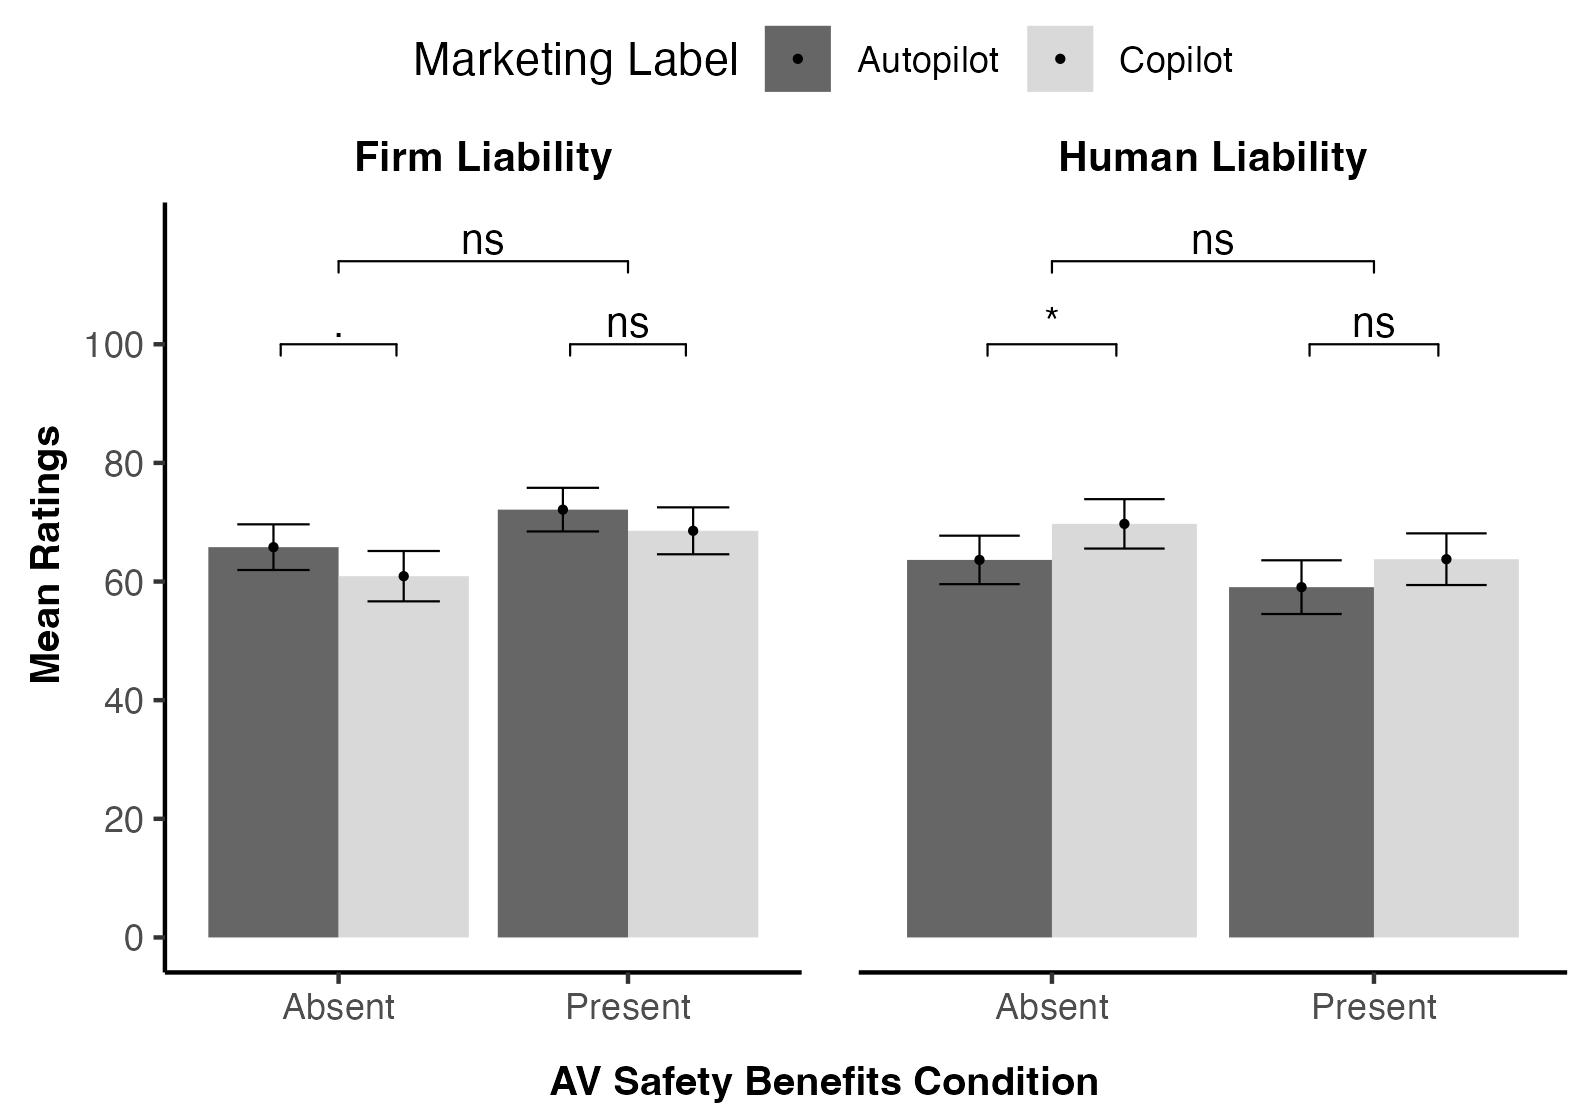 Marketing Label Autopilot Copilot
Firm Liability Human Liability
ns ns
. ns * ns
100
80
60
40
20
0
Mean Ratings
Absent Present Absent Present
AV Safety Benefits Condition